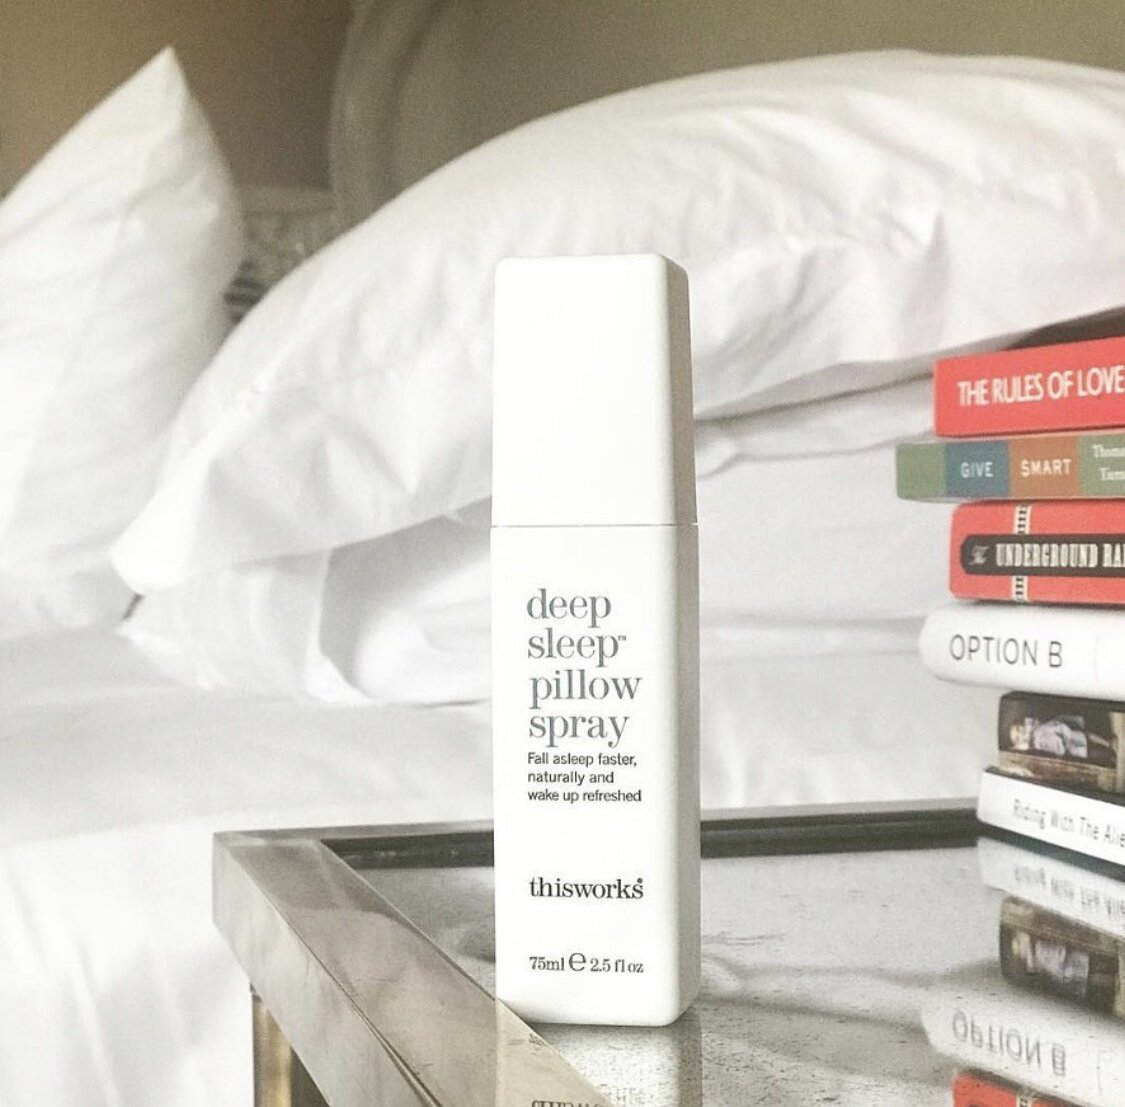 deep
sleep™
pillow
spray
Fall asleep faster,
naturally and
wake up refreshed
thisworks®
75ml ℮ 2.5 fl oz
THE RULES OF LOVE
GIVE SMART
UNDERGROUND
OPTION B
Riding With The
OPTION B